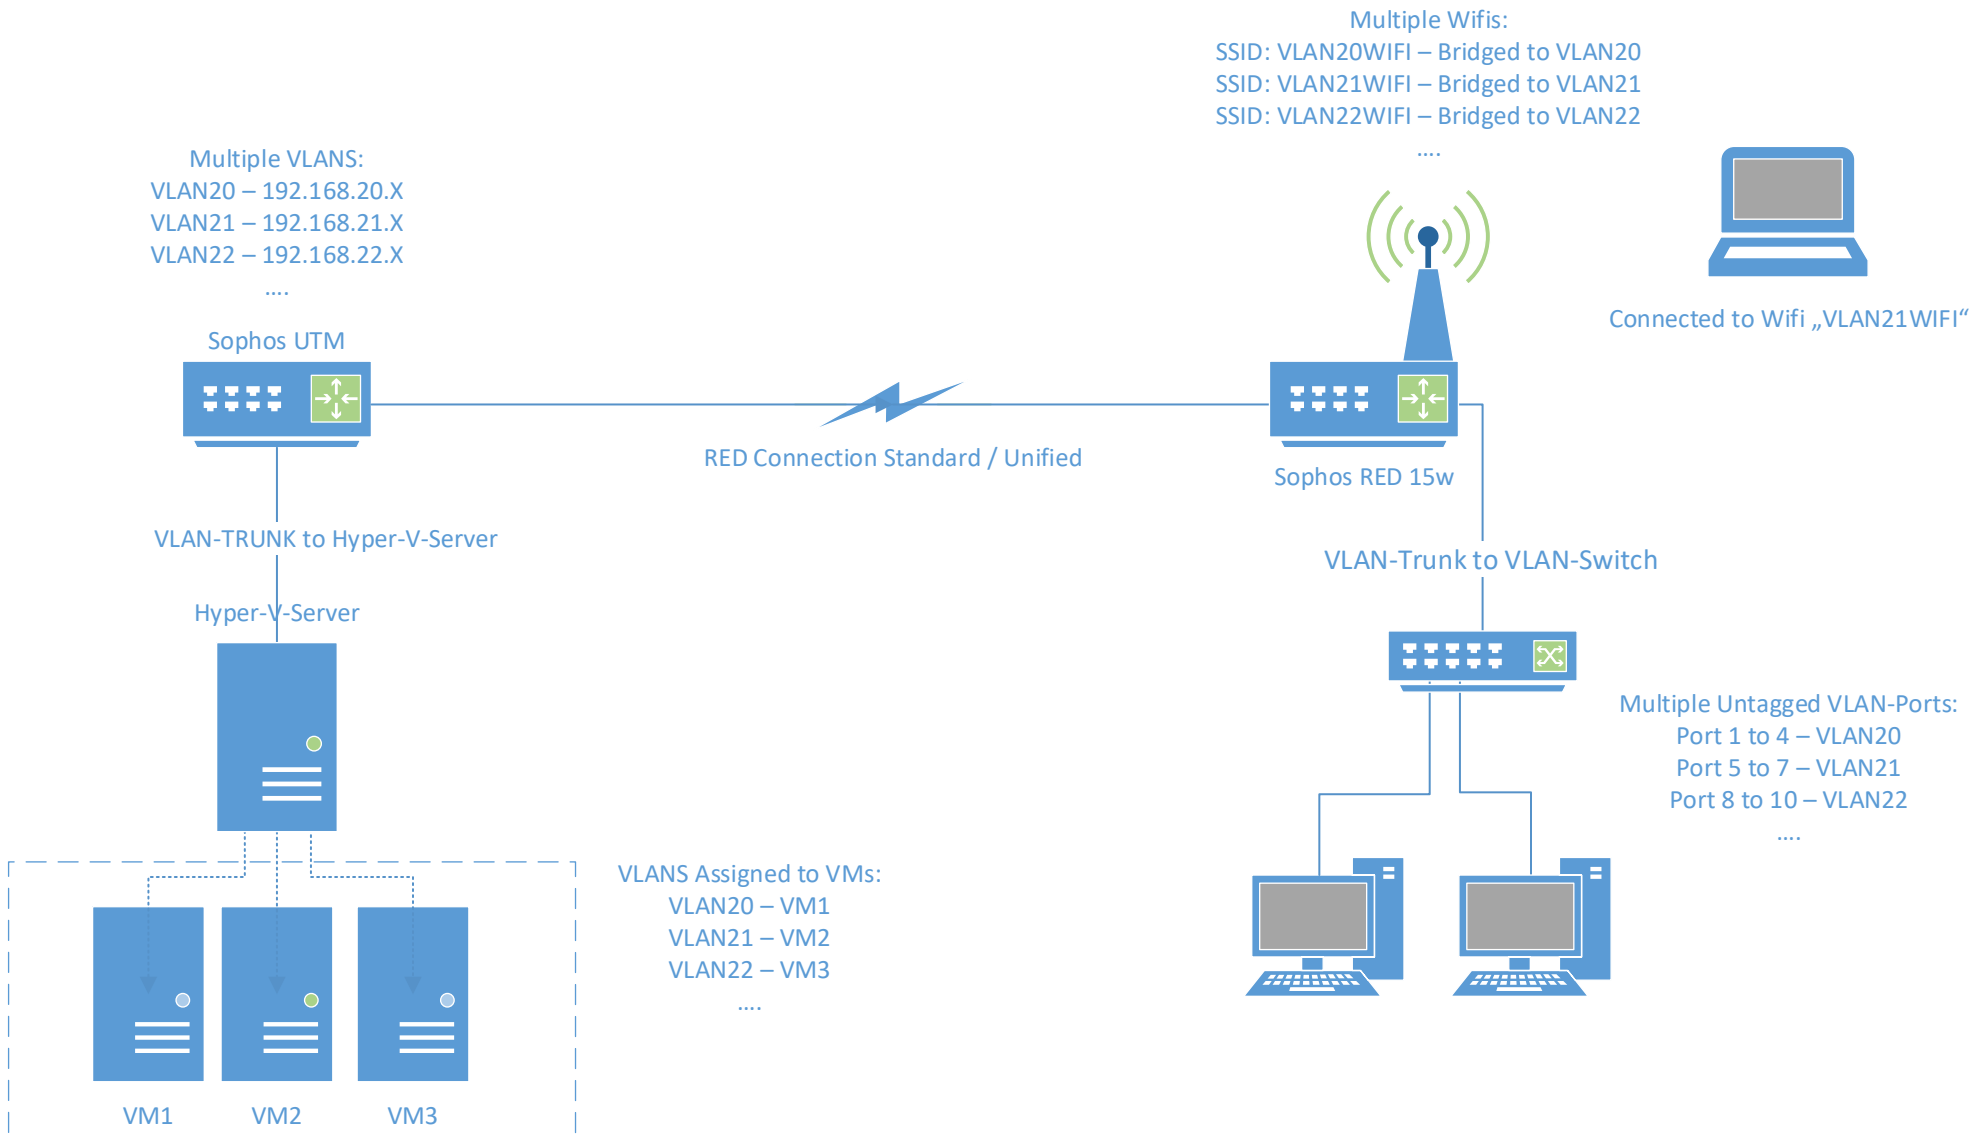 Multiple Wifis:
SSID: VLAN20WIFI – Bridged to VLAN20
SSID: VLAN21WIFI – Bridged to VLAN21
SSID: VLAN22WIFI – Bridged to VLAN22
....
Multiple VLANS:
VLAN20 – 192.168.20.X
VLAN21 – 192.168.21.X
VLAN22 – 192.168.22.X
....
Connected to Wifi „VLAN21WIFI“
Sophos UTM
RED Connection Standard / Unified
Sophos RED 15w
VLAN-TRUNK to Hyper-V-Server
VLAN-Trunk to VLAN-Switch
Hyper-V-Server
Multiple Untagged VLAN-Ports:
Port 1 to 4 – VLAN20
Port 5 to 7 – VLAN21
Port 8 to 10 – VLAN22
....
VLANS Assigned to VMs:
VLAN20 – VM1
VLAN21 – VM2
VLAN22 – VM3
....
VM1
VM2
VM3